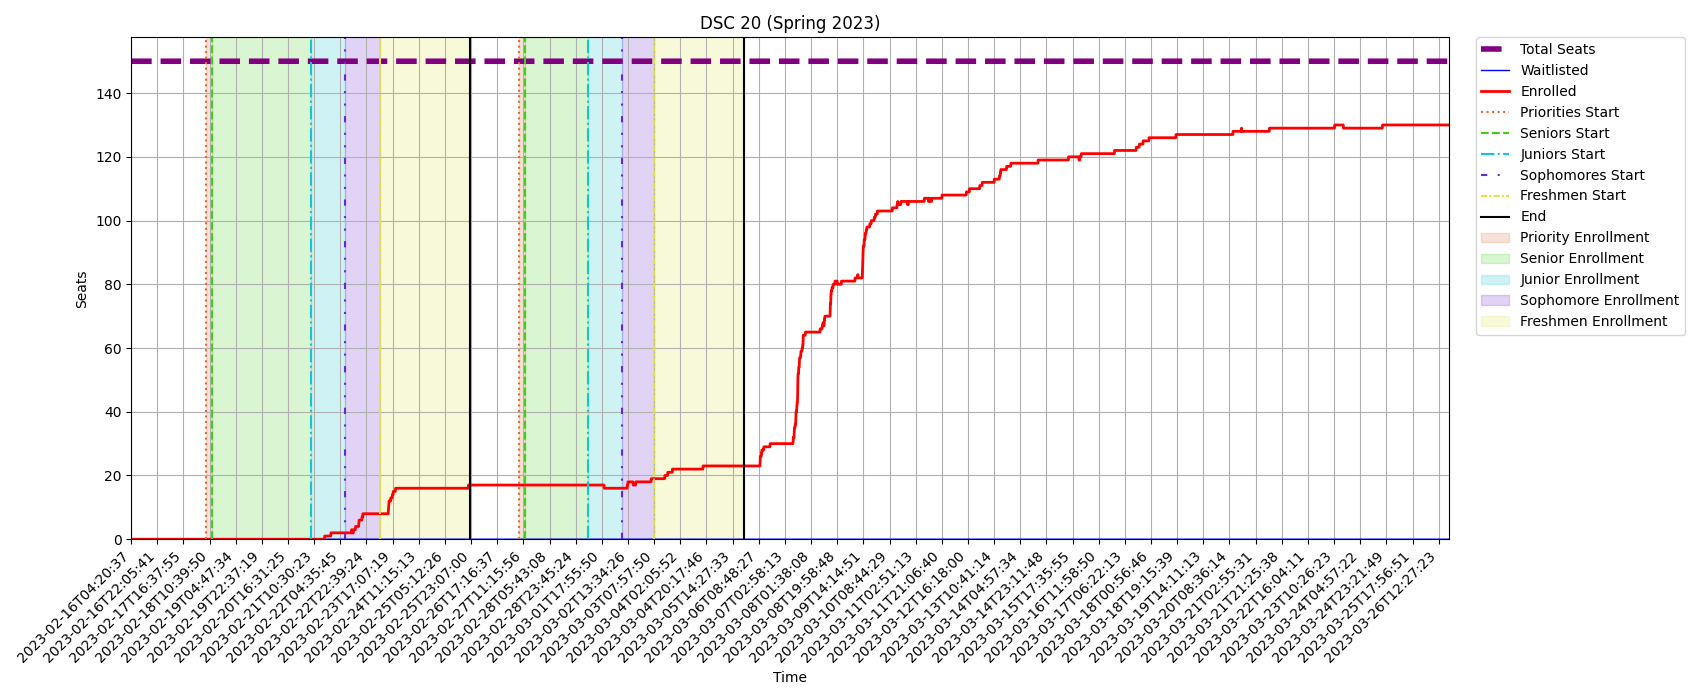 DSC 20 (Spring 2023)
Seats
140
120
100
80
60
40
20
0
2023-02-16T04:20:37
2023-02-16T22:05:41
2023-02-17T16:37:55
2023-02-18T10:39:50
2023-02-19T04:47:34
2023-02-19T22:37:19
2023-02-20T16:31:25
2023-02-21T10:30:23
2023-02-22T04:35:45
2023-02-22T22:39:24
2023-02-23T17:07:19
2023-02-24T11:15:13
2023-02-25T05:12:26
2023-02-25T23:07:00
2023-02-26T17:16:37
2023-02-27T11:15:56
2023-02-28T05:43:08
2023-02-28T23:45:24
2023-03-01T17:55:50
2023-03-02T13:34:26
2023-03-03T07:57:50
2023-03-04T02:05:52
2023-03-04T20:17:46
2023-03-05T14:27:33
2023-03-06T08:48:27
2023-03-07T02:58:13
2023-03-08T01:38:08
2023-03-08T19:58:48
2023-03-09T14:14:51
2023-03-10T08:44:29
2023-03-11T02:51:13
2023-03-11T21:06:40
2023-03-12T16:18:00
2023-03-13T10:41:14
2023-03-14T04:57:34
2023-03-14T23:11:48
2023-03-15T17:35:55
2023-03-16T11:58:50
2023-03-17T06:22:13
2023-03-18T00:56:46
2023-03-18T19:15:39
2023-03-19T14:11:13
2023-03-20T08:36:14
2023-03-21T02:55:31
2023-03-21T21:25:38
2023-03-22T16:04:11
2023-03-23T10:26:23
2023-03-24T04:57:22
2023-03-24T23:21:49
2023-03-25T17:56:51
2023-03-26T12:27:23
Time
Total Seats
Waitlisted
Enrolled
Priorities Start
Seniors Start
Juniors Start
Sophomores Start
Freshmen Start
End
Priority Enrollment
Senior Enrollment
Junior Enrollment
Sophomore Enrollment
Freshmen Enrollment